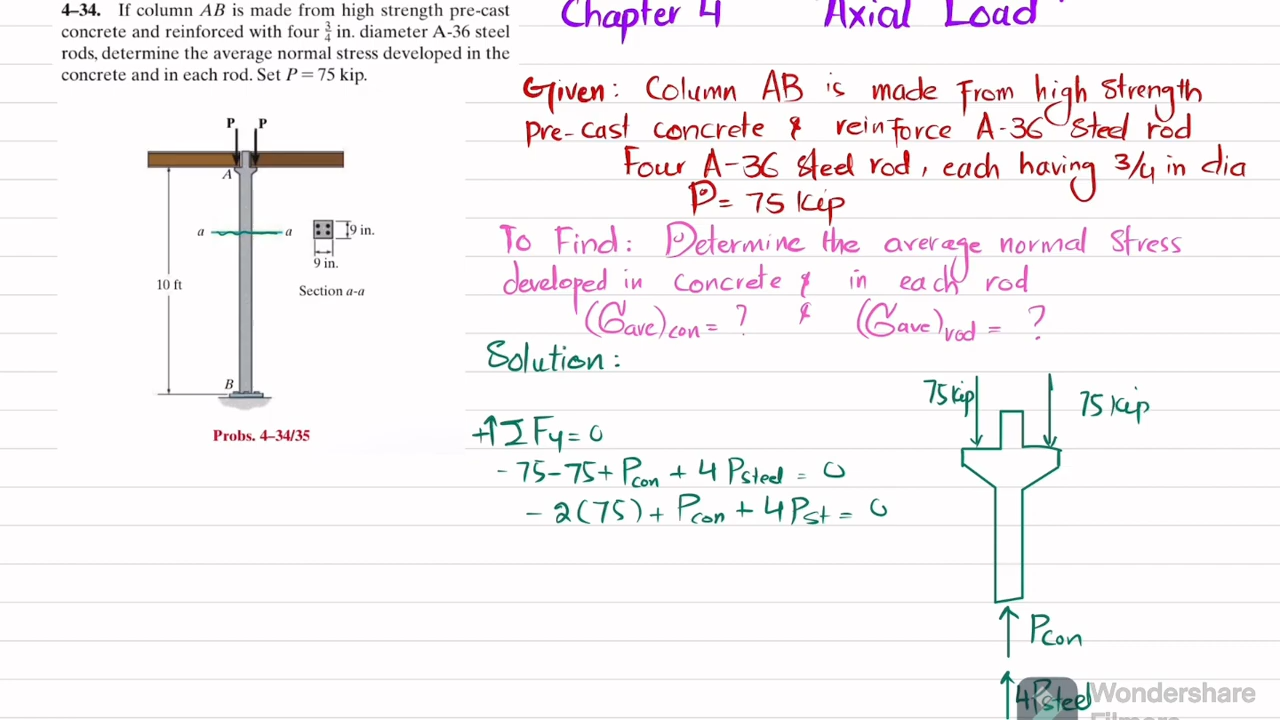 4–34. If column AB is made from high strength pre-cast
concrete and reinforced with four 3/4 in. diameter A-36 steel
rods, determine the average normal stress developed in the
concrete and in each rod. Set P = 75 kip.
P P
A
a a
9 in.
9 in.
10 ft
Section a-a
B
Probs. 4–34/35
Chapter 4 Axial Load
Given: Column AB is made From high Strength
Pre-cast concrete & reinforce A-36 Steel rod
Four A-36 Steel rod, each having 3/4 in dia
P = 75 Kip
To Find: Determine the average normal Stress
developed in concrete & in each rod
(σave)con = ? & (σave)rod = ?
Solution:
+↑ΣFy = 0
-75-75+Pcon + 4Psteel = 0
-2(75) + Pcon + 4Pst = 0
75kip 75Kip
Pcon
4Psteel
Wondershare